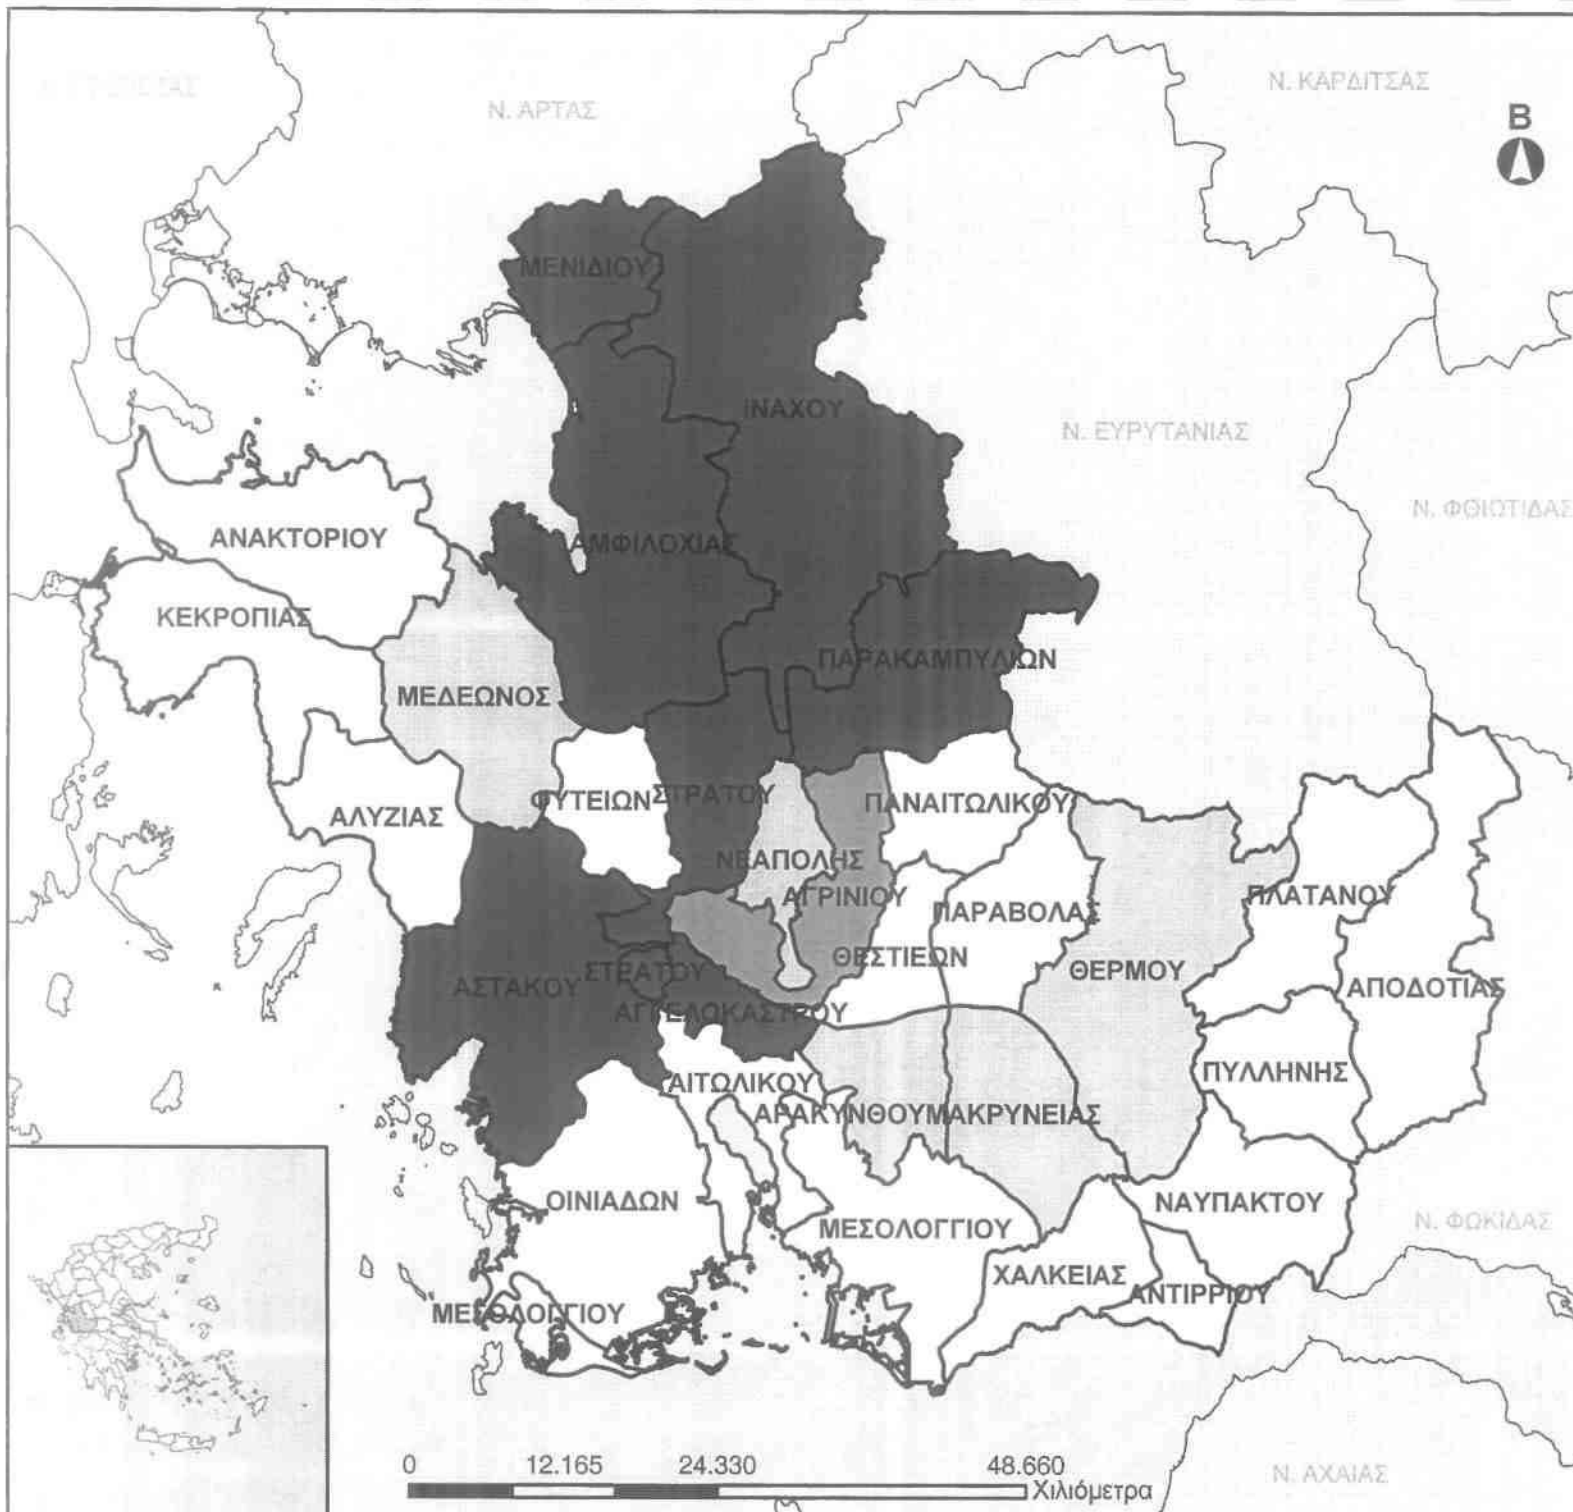 Ν. ΚΑΡΔΙΤΣΑΣ
Ν. ΑΡΤΑΣ
Β
ΜΕΝΙΔΙΟΥ
ΙΝΑΧΟΥ
Ν. ΕΥΡΥΤΑΝΙΑΣ
Ν. ΦΘΙΩΤΙΔΑΣ
ΑΝΑΚΤΟΡΙΟΥ
ΑΜΦΙΛΟΧΙΑΣ
ΚΕΚΡΟΠΙΑΣ
ΠΑΡΑΚΑΜΠΥΛΙΩΝ
ΜΕΔΕΩΝΟΣ
ΦΥΤΕΙΩΝ
ΣΤΡΑΤΟΥ
ΠΑΝΑΙΤΩΛΙΚΟΥ
ΑΛΥΖΙΑΣ
ΝΕΑΠΟΛΗΣ
ΑΓΡΙΝΙΟΥ
ΠΛΑΤΑΝΟΥ
ΠΑΡΑΒΟΛΑΣ
ΘΕΣΤΙΕΩΝ
ΘΕΡΜΟΥ
ΣΤΡΑΤΟΥ
ΑΣΤΑΚΟΥ
ΑΠΟΔΟΤΙΑΣ
ΑΓΓΕΛΟΚΑΣΤΡΟΥ
ΠΥΛΛΗΝΗΣ
ΑΙΤΩΛΙΚΟΥ
ΑΡΑΚΥΝΘΟΥ
ΜΑΚΡΥΝΕΙΑΣ
ΟΙΝΙΑΔΩΝ
ΝΑΥΠΑΚΤΟΥ
ΜΕΣΟΛΟΓΓΙΟΥ
Ν. ΦΩΚΙΔΑΣ
ΧΑΛΚΕΙΑΣ
ΑΝΤΙΡΡΙΟΥ
ΜΕΣΟΛΟΓΓΙΟΥ
0 12.165 24.330 48.660
Χιλιόμετρα
Ν. ΑΧΑΙΑΣ